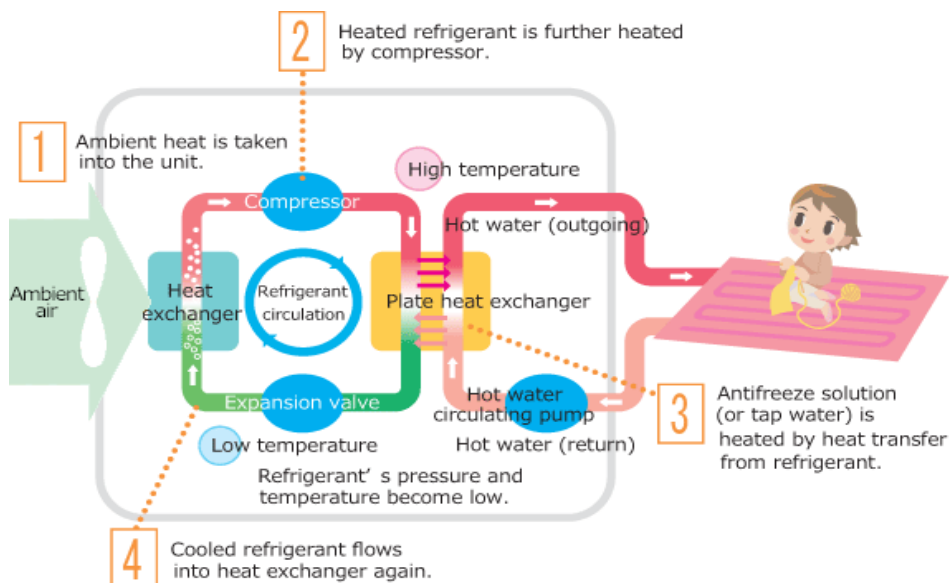 2
Heated refrigerant is further heated
by compressor.
1
Ambient heat is taken
into the unit.
High temperature
Compressor
Hot water (outgoing)
Ambient
air
Heat
exchanger
Refrigerant
circulation
Plate heat exchanger
Expansion valve
Hot water
circulating pump
Low temperature
Hot water (return)
Refrigerant’ s pressure and
temperature become low.
3
Antifreeze solution
(or tap water) is
heated by heat transfer
from refrigerant.
4
Cooled refrigerant flows
into heat exchanger again.